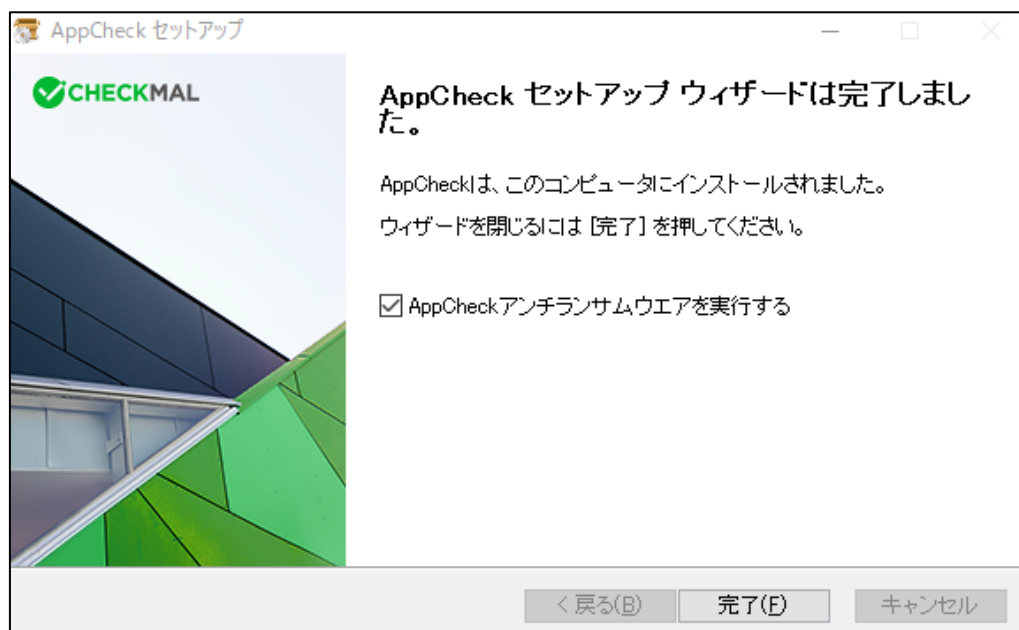 AppCheck セットアップ
CHECKMAL
AppCheck セットアップ ウィザードは完了しまし
た。
AppCheckは、このコンピュータにインストールされました。
ウィザードを閉じるには [完了] を押してください。
AppCheckアンチランサムウエアを実行する
< 戻る(B)
完了(F)
キャンセル